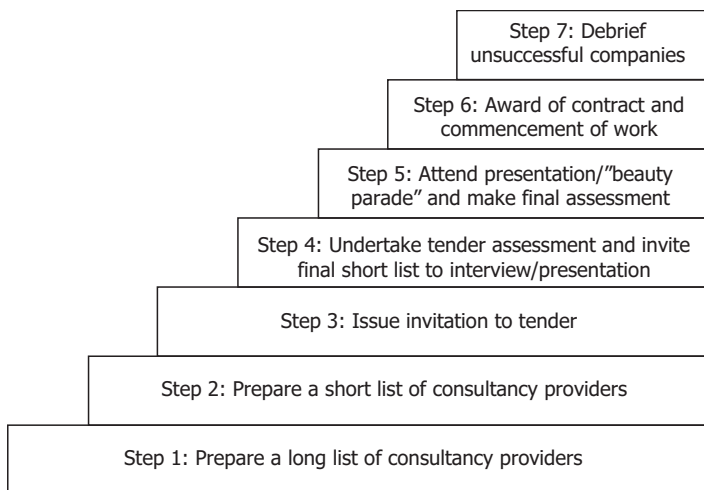 Step 7: Debrief
unsuccessful companies
Step 6: Award of contract and
commencement of work
Step 5: Attend presentation/”beauty
parade” and make final assessment
Step 4: Undertake tender assessment and invite
final short list to interview/presentation
Step 3: Issue invitation to tender
Step 2: Prepare a short list of consultancy providers
Step 1: Prepare a long list of consultancy providers